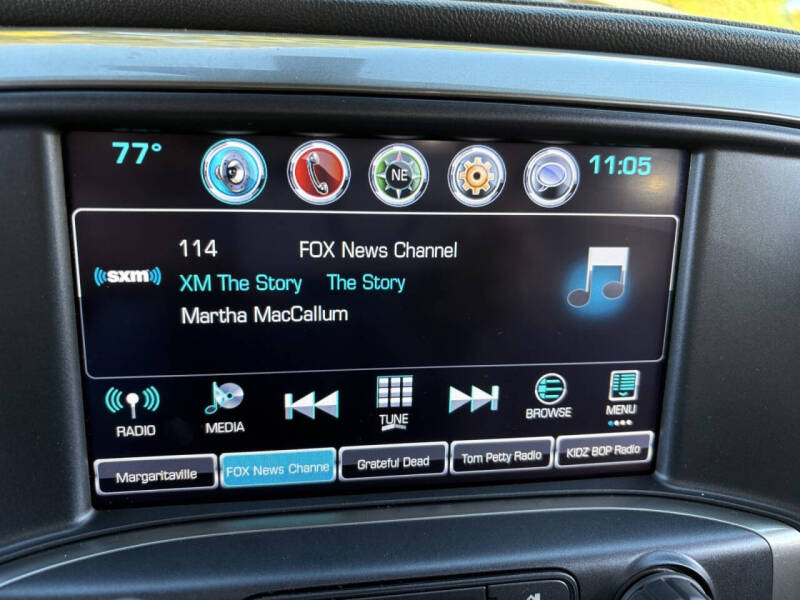 77°
NE
11:05
114 FOX News Channel
sxm
XM The Story The Story
Martha MacCallum
RADIO
MEDIA
TUNE
BROWSE
MENU
Margaritaville
FOX News Channe
Grateful Dead
Tom Petty Radio
KIDZ BOP Radio